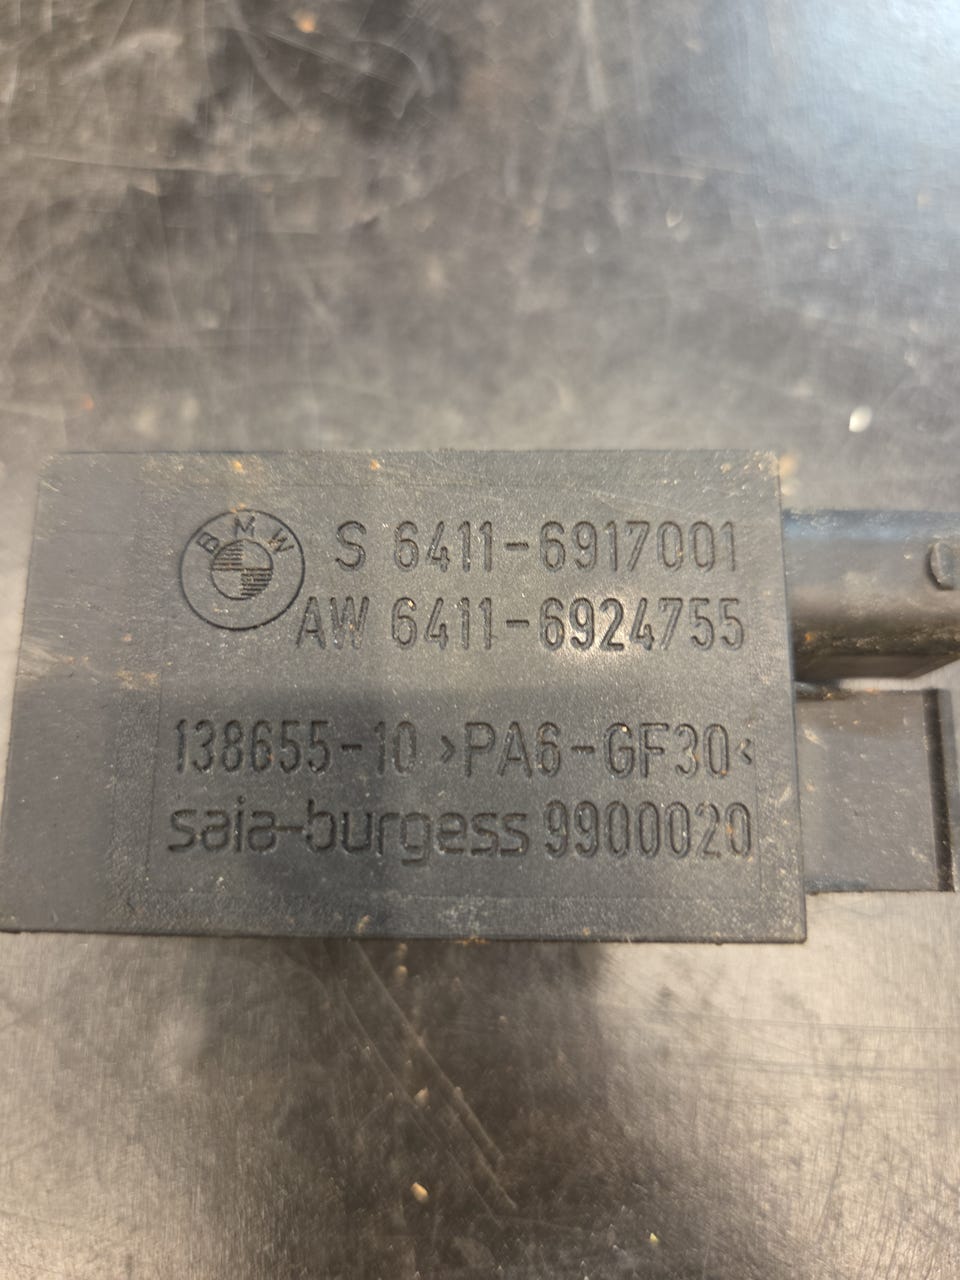 BMW
S 6411-6917001
AW 6411-6924755
138655-10 >PA6-GF30<
saia-burgess 9900020